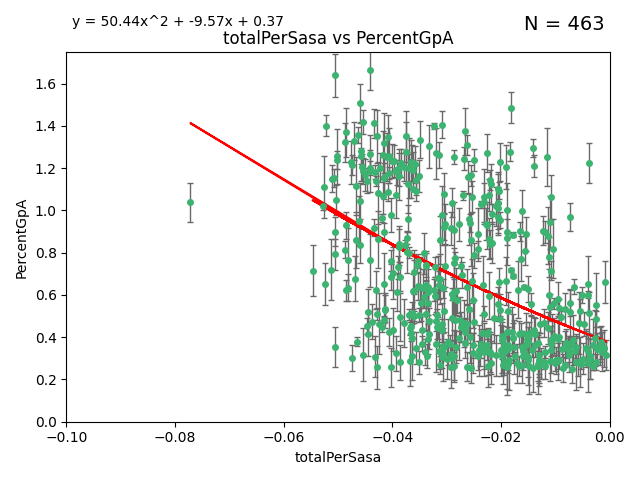 y = 50.44x^2 + -9.57x + 0.37
N = 463
totalPerSasa vs PercentGpA
PercentGpA
1.6
1.4
1.2
1.0
0.8
0.6
0.4
0.2
0.0
−0.10 −0.08 −0.06 −0.04 −0.02 0.00
totalPerSasa